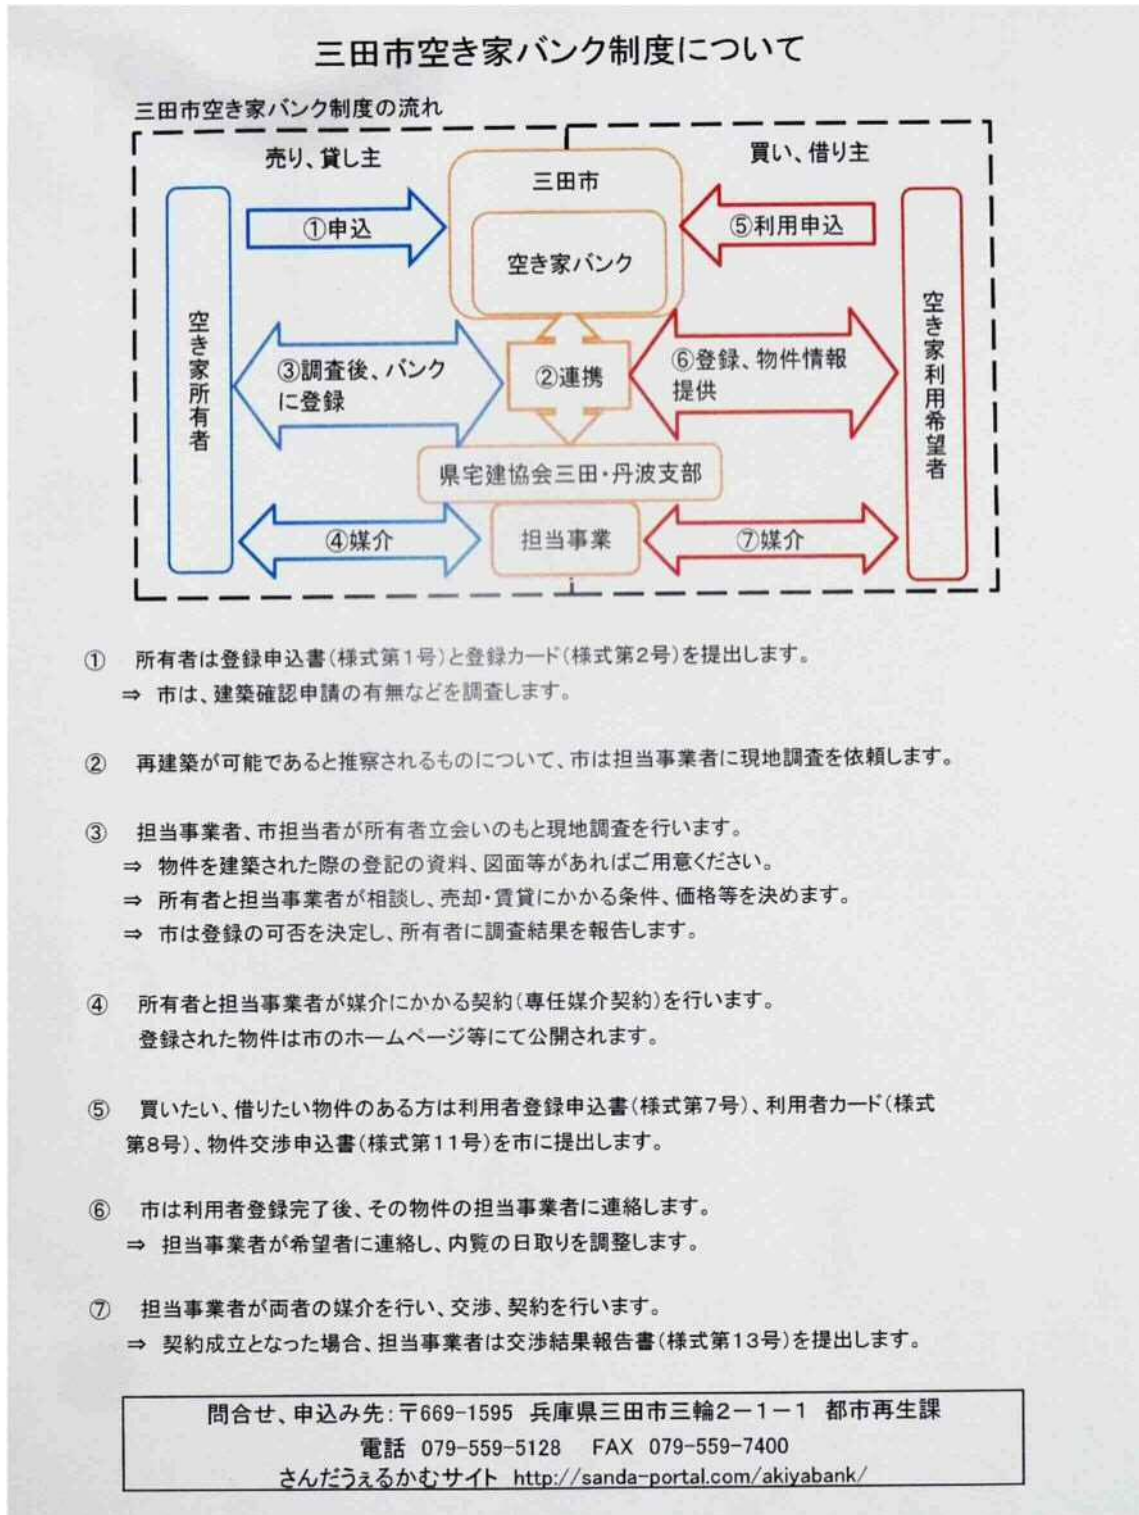 三田市空き家バンク制度について
三田市空き家バンク制度の流れ
売り、貸し主
買い、借り主
三田市
空き家バンク
①申込
⑤利用申込
空き家所有者
空き家利用希望者
③調査後、バンク
に登録
②連携
⑥登録、物件情報
提供
県宅建協会三田・丹波支部
④媒介
担当事業
⑦媒介
① 所有者は登録申込書(様式第1号)と登録カード(様式第2号)を提出します。
⇒ 市は、建築確認申請の有無などを調査します。
② 再建築が可能であると推察されるものについて、市は担当事業者に現地調査を依頼します。
③ 担当事業者、市担当者が所有者立会いのもと現地調査を行います。
⇒ 物件を建築された際の登記の資料、図面等があればご用意ください。
⇒ 所有者と担当事業者が相談し、売却・賃貸にかかる条件、価格等を決めます。
⇒ 市は登録の可否を決定し、所有者に調査結果を報告します。
④ 所有者と担当事業者が媒介にかかる契約(専任媒介契約)を行います。
登録された物件は市のホームページ等にて公開されます。
⑤ 買いたい、借りたい物件のある方は利用者登録申込書(様式第7号)、利用者カード(様式
第8号)、物件交渉申込書(様式第11号)を市に提出します。
⑥ 市は利用者登録完了後、その物件の担当事業者に連絡します。
⇒ 担当事業者が希望者に連絡し、内覧の日取りを調整します。
⑦ 担当事業者が両者の媒介を行い、交渉、契約を行います。
⇒ 契約成立となった場合、担当事業者は交渉結果報告書(様式第13号)を提出します。
問合せ、申込み先:〒669-1595 兵庫県三田市三輪2-1-1 都市再生課
電話 079-559-5128 FAX 079-559-7400
さんだうぇるかむサイト http://sanda-portal.com/akiyabank/